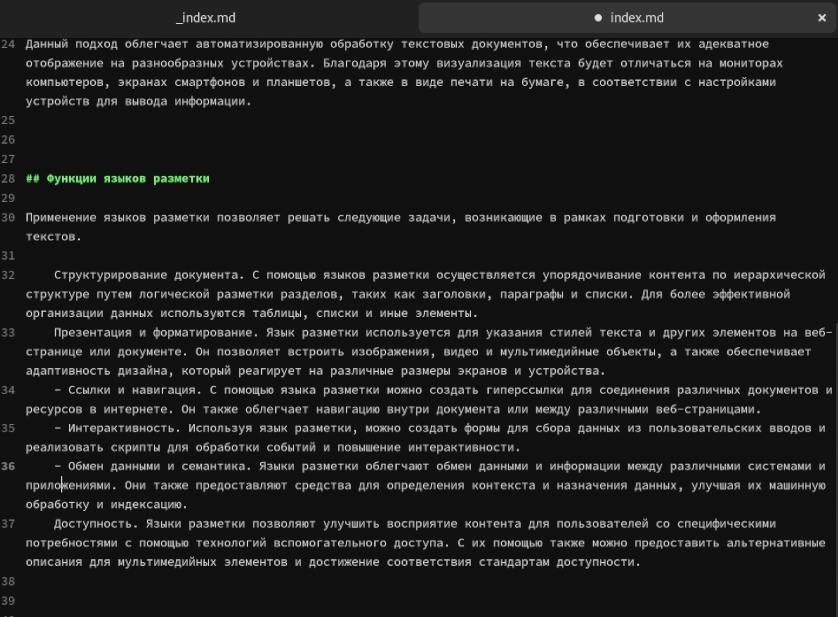 _index.md
● index.md ×
24 Данный подход облегчает автоматизированную обработку текстовых документов, что обеспечивает их адекватное
отображение на разнообразных устройствах. Благодаря этому визуализация текста будет отличаться на мониторах
компьютеров, экранах смартфонов и планшетов, а также в виде печати на бумаге, в соответствии с настройками
устройств для вывода информации.
25
26
27
28 ## Функции языков разметки
29
30 Применение языков разметки позволяет решать следующие задачи, возникающие в рамках подготовки и оформления
текстов.
31
32 Структурирование документа. С помощью языков разметки осуществляется упорядочивание контента по иерархической
структуре путем логической разметки разделов, таких как заголовки, параграфы и списки. Для более эффективной
организации данных используются таблицы, списки и иные элементы.
33 Презентация и форматирование. Язык разметки используется для указания стилей текста и других элементов на веб-
странице или документе. Он позволяет встроить изображения, видео и мультимедийные объекты, а также обеспечивает
адаптивность дизайна, который реагирует на различные размеры экранов и устройства.
34 - Ссылки и навигация. С помощью языка разметки можно создать гиперссылки для соединения различных документов и
ресурсов в интернете. Он также облегчает навигацию внутри документа или между различными веб-страницами.
35 - Интерактивность. Используя язык разметки, можно создать формы для сбора данных из пользовательских вводов и
реализовать скрипты для обработки событий и повышение интерактивности.
36 - Обмен данными и семантика. Языки разметки облегчают обмен данными и информации между различными системами и
приложениями. Они также предоставляют средства для определения контекста и назначения данных, улучшая их машинную
обработку и индексацию.
37 Доступность. Языки разметки позволяют улучшить восприятие контента для пользователей со специфическими
потребностями с помощью технологий вспомогательного доступа. С их помощью также можно предоставить альтернативные
описания для мультимедийных элементов и достижение соответствия стандартам доступности.
38
39